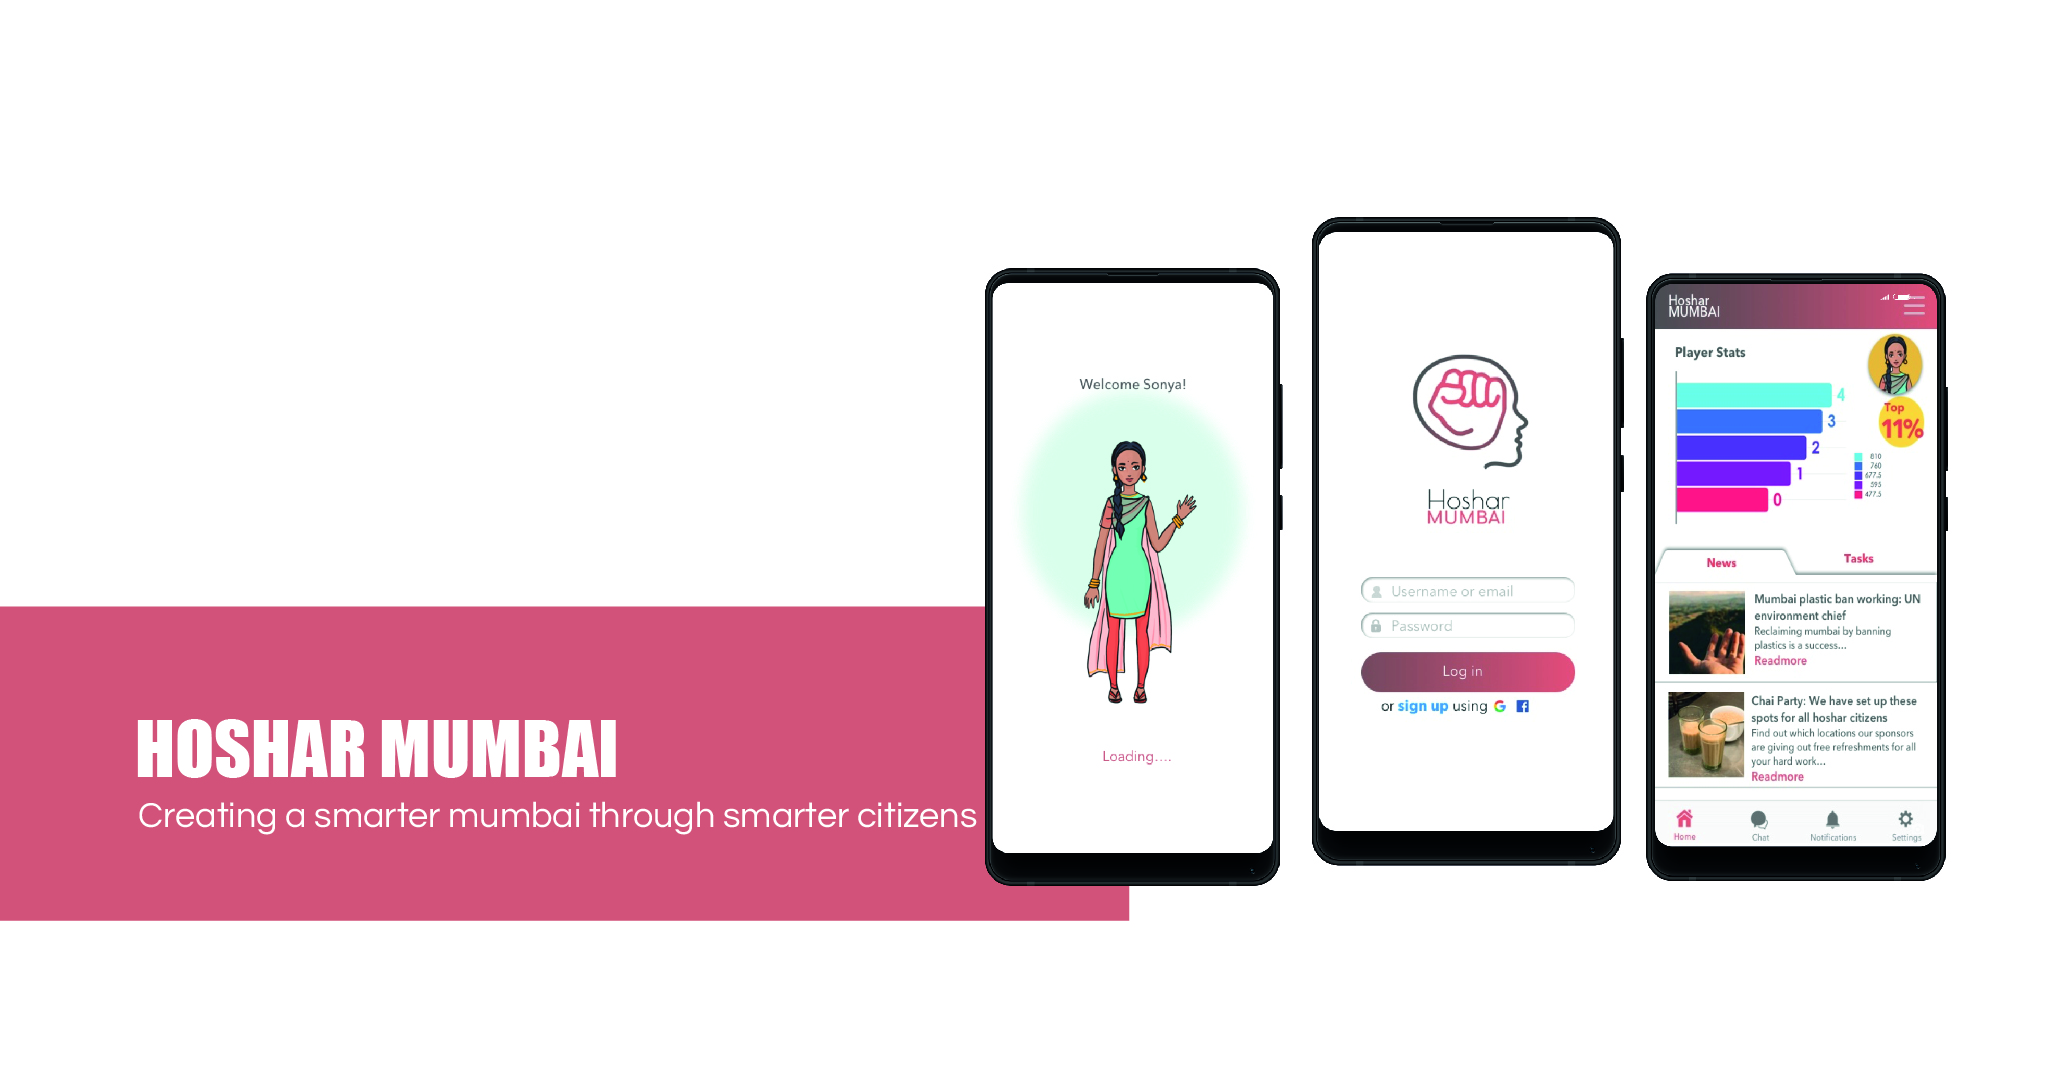 HOSHAR MUMBAI
Creating a smarter mumbai through smarter citizens
Welcome Sonya!
Loading....
Hoshar
MUMBAI
Username or email
Password
Log in
or sign up using
Hoshar
MUMBAI
Player Stats
4
3
2
1
0
Top
11%
810
760
677.5
595
477.5
News
Tasks
Mumbai plastic ban working: UN
environment chief
Reclaiming mumbai by banning
plastics is a success...
Readmore
Chai Party: We have set up these
spots for all hoshar citizens
Find out which locations our sponsors
are giving out free refreshments for all
your hard work...
Readmore
Home
Chat
Notifications
Settings